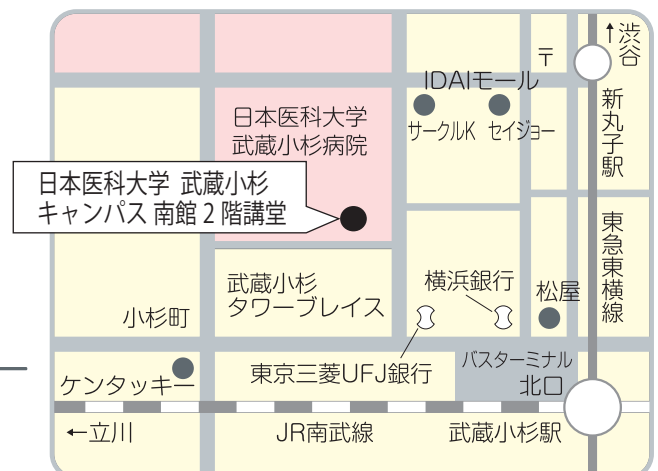 ↑渋谷
〒
IDAIモール
サークルK セイジョー
新丸子駅
日本医科大学
武蔵小杉病院
日本医科大学 武蔵小杉
キャンパス 南館2階講堂
東急東横線
武蔵小杉
タワープレイス
横浜銀行
松屋
小杉町
東京三菱UFJ銀行
バスターミナル
北口
ケンタッキー
←立川
JR南武線
武蔵小杉駅